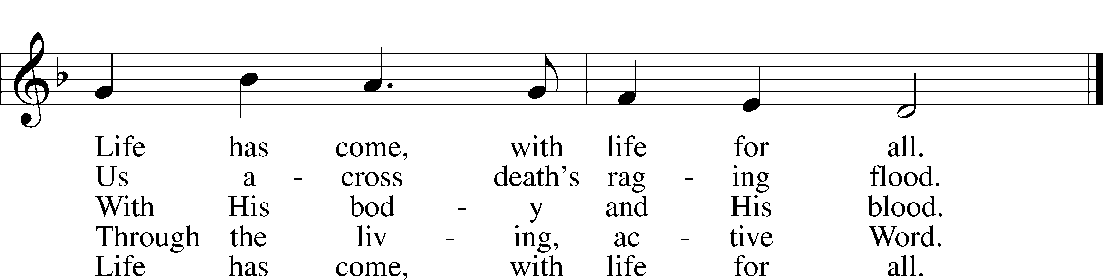 Life has come, with life for all.
Us a - cross death's rag - ing flood.
With His bod - y and His blood.
Through the liv - ing, ac - tive Word.
Life has come, with life for all.